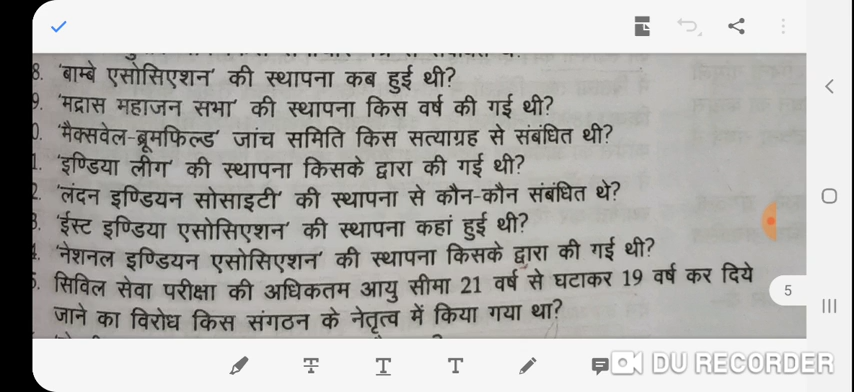 8. 'बाम्बे एसोसिएशन' की स्थापना कब हुई थी?
9. 'मद्रास महाजन सभा' की स्थापना किस वर्ष की गई थी?
0. 'मैक्सवेल-ब्रूमफिल्ड' जांच समिति किस सत्याग्रह से संबंधित थी?
1. 'इण्डिया लीग' की स्थापना किसके द्वारा की गई थी?
2. 'लंदन इण्डियन सोसाइटी' की स्थापना से कौन-कौन संबंधित थे?
3. 'ईस्ट इण्डिया एसोसिएशन' की स्थापना कहां हुई थी?
4. 'नेशनल इण्डियन एसोसिएशन' की स्थापना किसके द्वारा की गई थी?
5. सिविल सेवा परीक्षा की अधिकतम आयु सीमा 21 वर्ष से घटाकर 19 वर्ष कर दिये
जाने का विरोध किस संगठन के नेतृत्व में किया गया था?
5
T T T
DU RECORDER